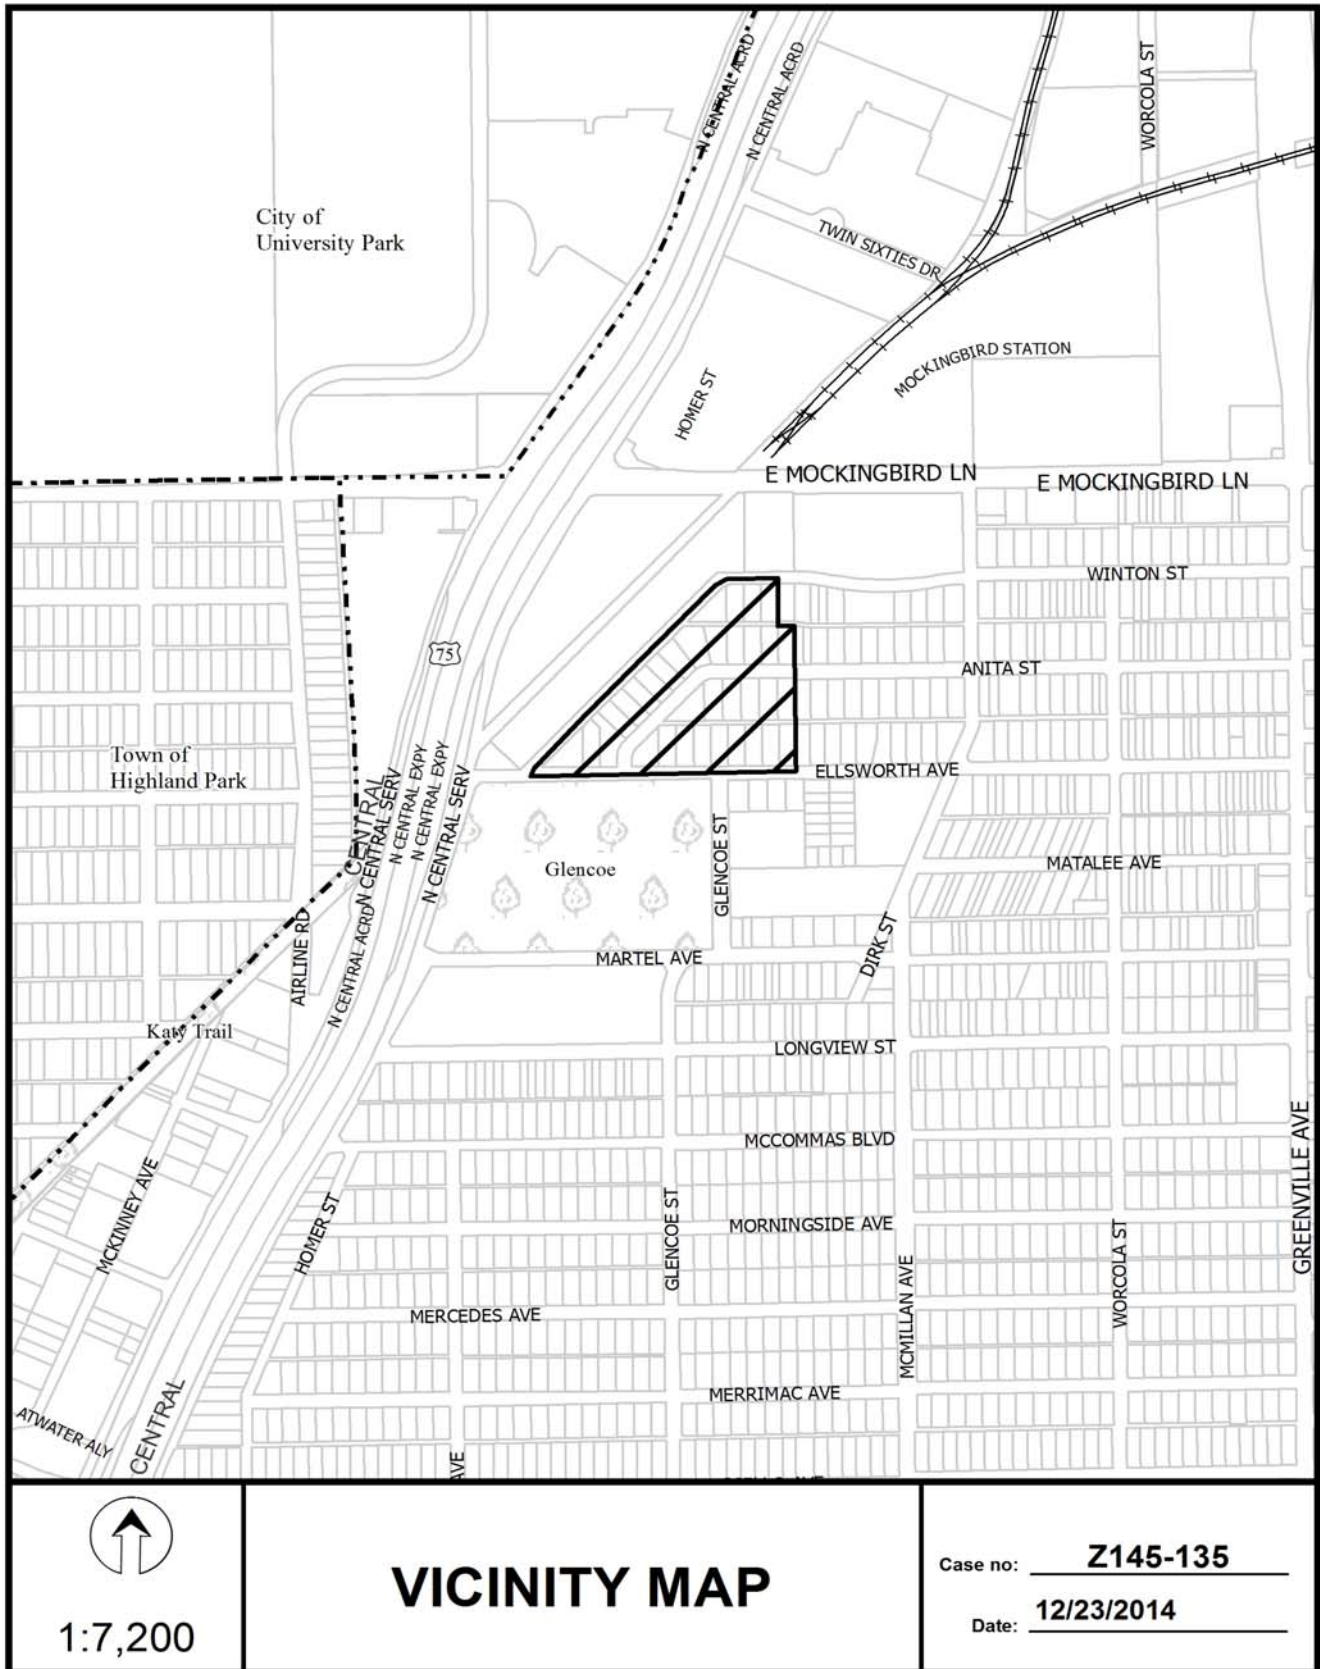 N CENTRAL ACRD
N CENTRAL ACRD
WORCOLA ST
City of
University Park
TWIN SIXTIES DR
MOCKINGBIRD STATION
HOMER ST
E MOCKINGBIRD LN
E MOCKINGBIRD LN
WINTON ST
75
ANITA ST
Town of
Highland Park
ELLSWORTH AVE
CENTRAL
N CENTRAL SERV
N CENTRAL EXPY
N CENTRAL EXPY
N CENTRAL SERV
Glencoe
GLENCOE ST
MATALEE AVE
AIRLINE RD
N CENTRAL ACRD
MARTEL AVE
DIRK ST
Katy Trail
LONGVIEW ST
MCCOMMAS BLVD
MCKINNEY AVE
HOMER ST
GLENCOE ST
MORNINGSIDE AVE
GREENVILLE AVE
WORCOLA ST
MCMILLAN AVE
MERCEDES AVE
MERRIMAC AVE
ATWATER ALY
CENTRAL
AVE
1:7,200
VICINITY MAP
Case no: Z145-135
Date: 12/23/2014